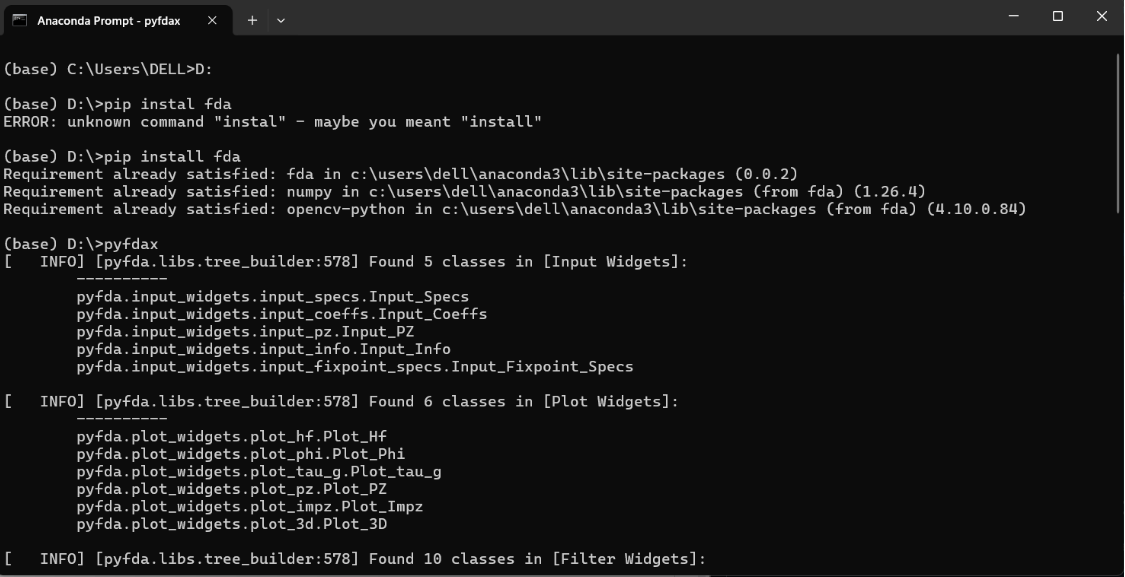 Anaconda Prompt - pyfdax
(base) C:\Users\DELL>D:
(base) D:\>pip instal fda
ERROR: unknown command "instal" - maybe you meant "install"
(base) D:\>pip install fda
Requirement already satisfied: fda in c:\users\dell\anaconda3\lib\site-packages (0.0.2)
Requirement already satisfied: numpy in c:\users\dell\anaconda3\lib\site-packages (from fda) (1.26.4)
Requirement already satisfied: opencv-python in c:\users\dell\anaconda3\lib\site-packages (from fda) (4.10.0.84)
(base) D:\>pyfdax
[   INFO] [pyfda.libs.tree_builder:578] Found 5 classes in [Input Widgets]:
----------
pyfda.input_widgets.input_specs.Input_Specs
pyfda.input_widgets.input_coeffs.Input_Coeffs
pyfda.input_widgets.input_pz.Input_PZ
pyfda.input_widgets.input_info.Input_Info
pyfda.input_widgets.input_fixpoint_specs.Input_Fixpoint_Specs
[   INFO] [pyfda.libs.tree_builder:578] Found 6 classes in [Plot Widgets]:
----------
pyfda.plot_widgets.plot_hf.Plot_Hf
pyfda.plot_widgets.plot_phi.Plot_Phi
pyfda.plot_widgets.plot_tau_g.Plot_tau_g
pyfda.plot_widgets.plot_pz.Plot_PZ
pyfda.plot_widgets.plot_impz.Plot_Impz
pyfda.plot_widgets.plot_3d.Plot_3D
[   INFO] [pyfda.libs.tree_builder:578] Found 10 classes in [Filter Widgets]: